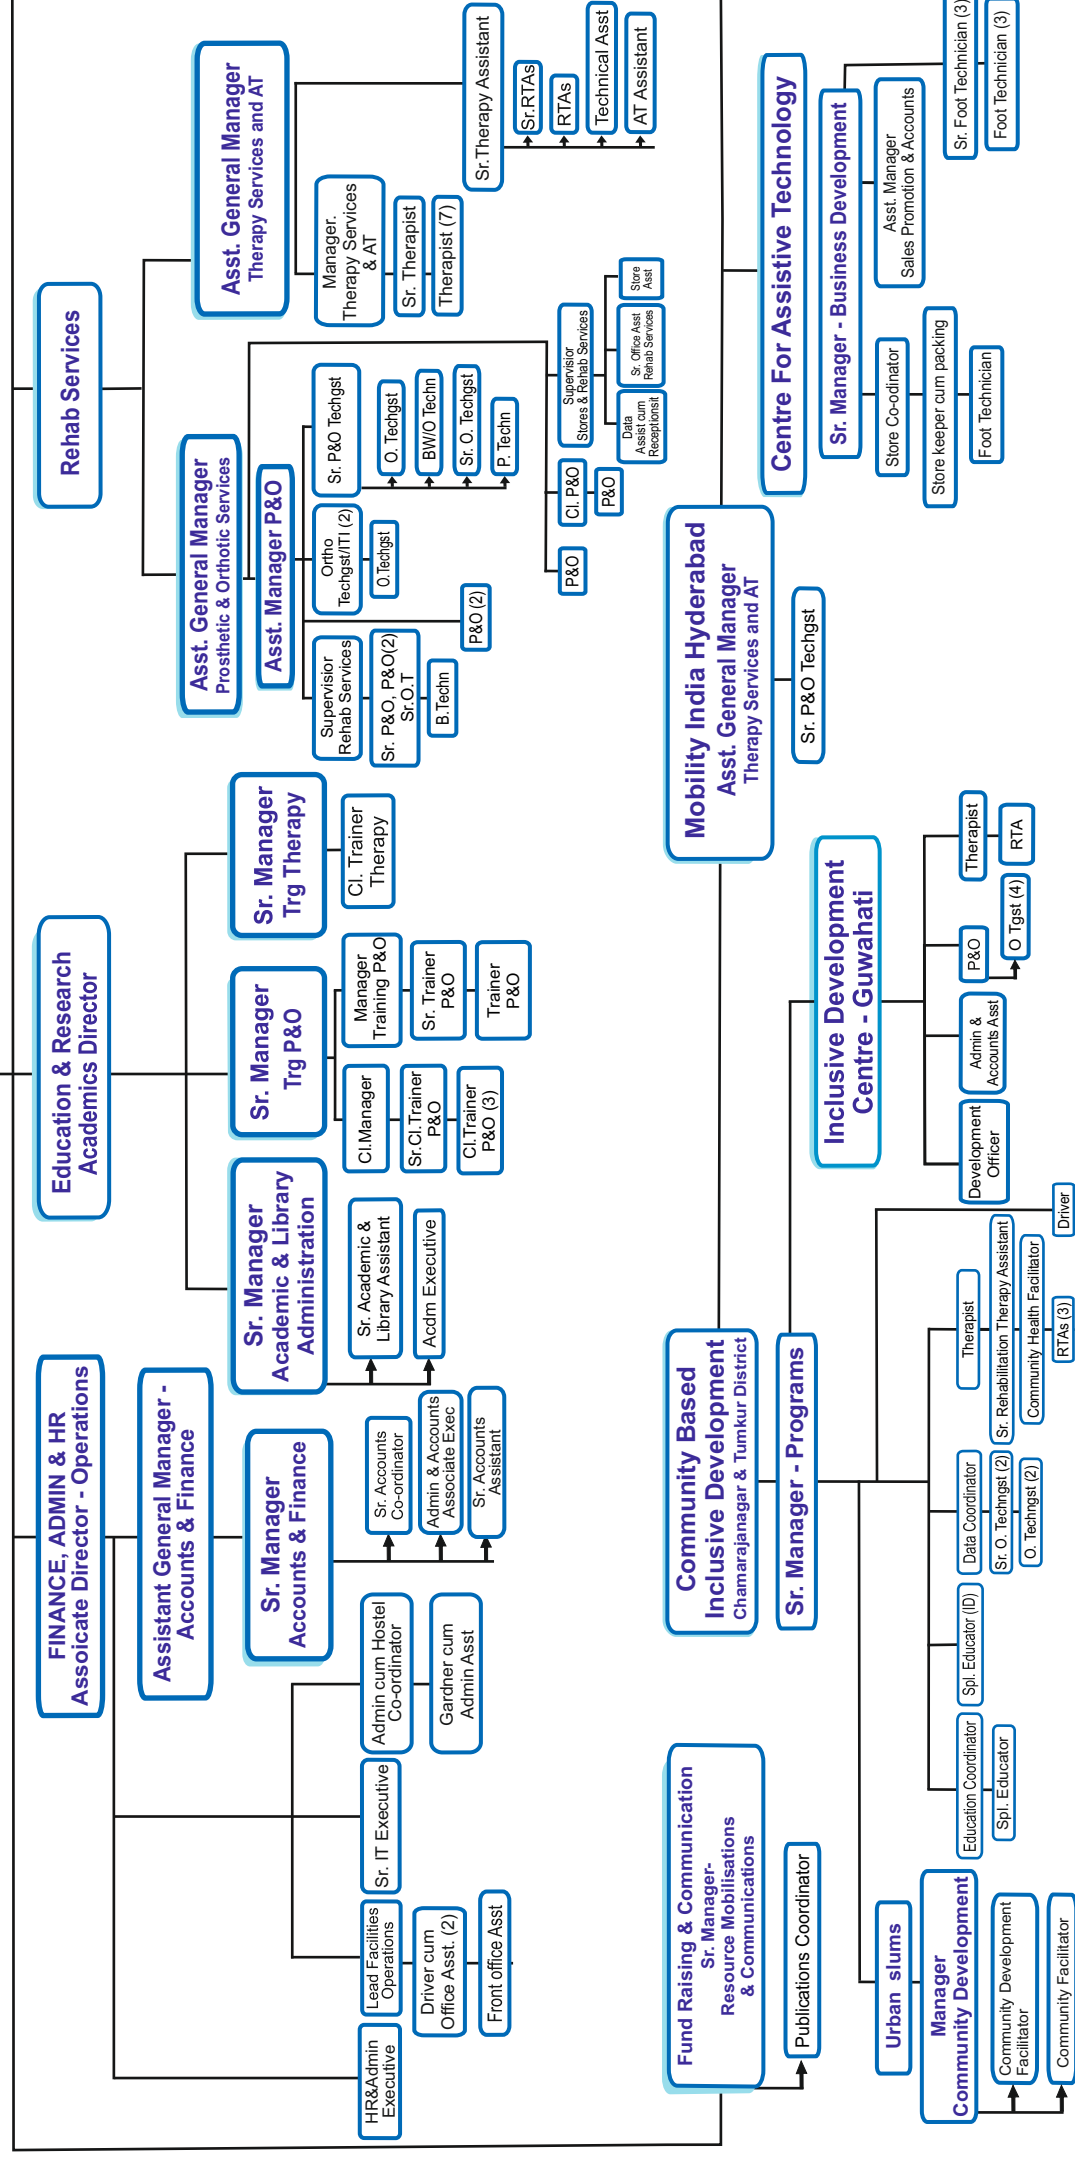 FINANCE, ADMIN & HR
Assoicate Director - Operations
Assistant General Manager -
Accounts & Finance
Sr. Manager
Accounts & Finance
Sr. Accounts
Co-ordinator
Admin & Accounts
Associate Exec
Sr. Accounts
Assistant
HR&Admin
Executive
Lead Facilities
Operations
Driver cum
Office Asst. (2)
Front office Asst
Sr. IT Executive
Admin cum Hostel
Co-ordinator
Gardner cum
Admin Asst
Education & Research
Academics Director
Sr. Manager
Academic & Library
Administration
Sr. Academic &
Library Assistant
Acdm Executive
Sr. Manager
Trg P&O
Cl.Manager
Sr.Cl.Trainer
P&O
Cl.Trainer
P&O (3)
Manager
Training P&O
Sr. Trainer
P&O
Trainer
P&O
Sr. Manager
Trg Therapy
Cl. Trainer
Therapy
Rehab Services
Asst. General Manager
Prosthetic & Orthotic Services
Asst. Manager P&O
Supervisior
Rehab Services
Sr. P&O, P&O(2)
Sr.O.T
B.Techn
P&O (2)
Ortho
Techgst/ITI (2)
O.Techgst
Sr. P&O Techgst
O. Techgst
BW/O Techn
Sr. O. Techgst
P. Techn
P&O
Cl. P&O
P&O
Supervisior
Stores & Rehab Services
Data
Assist cum
Receptionsit
Sr. Office Asst
Rehab Services
Store
Asst
Asst. General Manager
Therapy Services and AT
Manager.
Therapy Services
& AT
Sr. Therapist
Therapist (7)
Sr.Therapy Assistant
Sr.RTAs
RTAs
Technical Asst
AT Assistant
Fund Raising & Communication
Sr. Manager-
Resource Mobilisations
& Communications
Publications Coordinator
Community Based
Inclusive Development
Chamarajanagar & Tumkur District
Sr. Manager - Programs
Urban slums
Manager
Community Development
Community Development
Facilitator
Community Facilitator
Education Coordinator
Spl. Educator
Spl. Educator (ID)
Data Coordinator
Sr. O. Techngst (2)
O. Techngst (2)
Therapist
Sr. Rehabilitation Therapy Assistant
Community Health Facilitator
RTAs (3)
Driver
Inclusive Development
Centre - Guwahati
Development
Officer
Admin &
Accounts Asst
P&O
O Tgst (4)
Therapist
RTA
Mobility India Hyderabad
Asst. General Manager
Therapy Services and AT
Sr. P&O Techgst
Centre For Assistive Technology
Sr. Manager - Business Development
Store Co-odinator
Store keeper cum packing
Foot Technician
Asst. Manager
Sales Promotion & Accounts
Sr. Foot Technician (3)
Foot Technician (3)